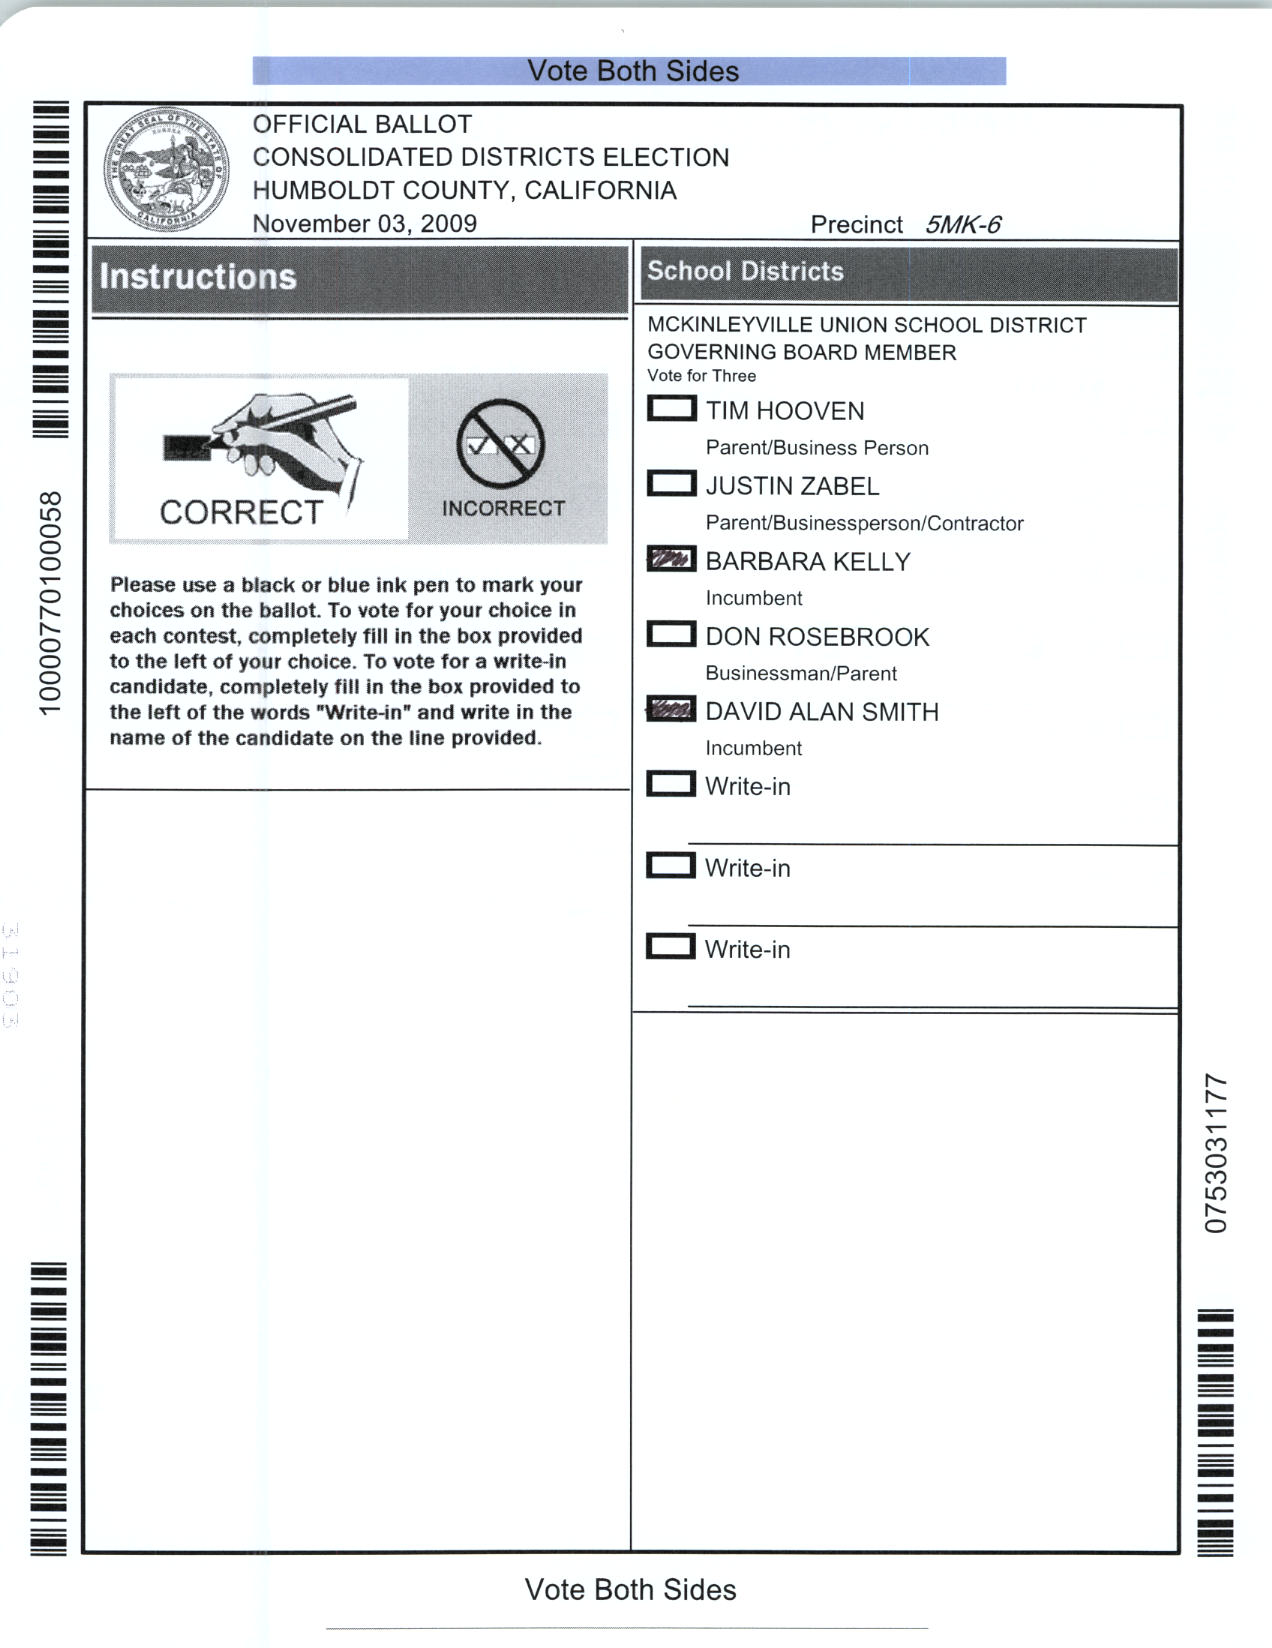 Vote Both Sides
OFFICIAL BALLOT
CONSOLIDATED DISTRICTS ELECTION
HUMBOLDT COUNTY, CALIFORNIA
November 03, 2009
Precinct 5MK-6
THE GREAT SEAL OF THE STATE OF CALIFORNIA
EUREKA
Instructions
CORRECT
INCORRECT
Please use a black or blue ink pen to mark your
choices on the ballot. To vote for your choice in
each contest, completely fill in the box provided
to the left of your choice. To vote for a write-in
candidate, completely fill in the box provided to
the left of the words "Write-in" and write in the
name of the candidate on the line provided.
School Districts
MCKINLEYVILLE UNION SCHOOL DISTRICT
GOVERNING BOARD MEMBER
Vote for Three
TIM HOOVEN
Parent/Business Person
JUSTIN ZABEL
Parent/Businessperson/Contractor
BARBARA KELLY
Incumbent
DON ROSEBROOK
Businessman/Parent
DAVID ALAN SMITH
Incumbent
Write-in
Write-in
Write-in
10000770100058
31903
0753031177
Vote Both Sides